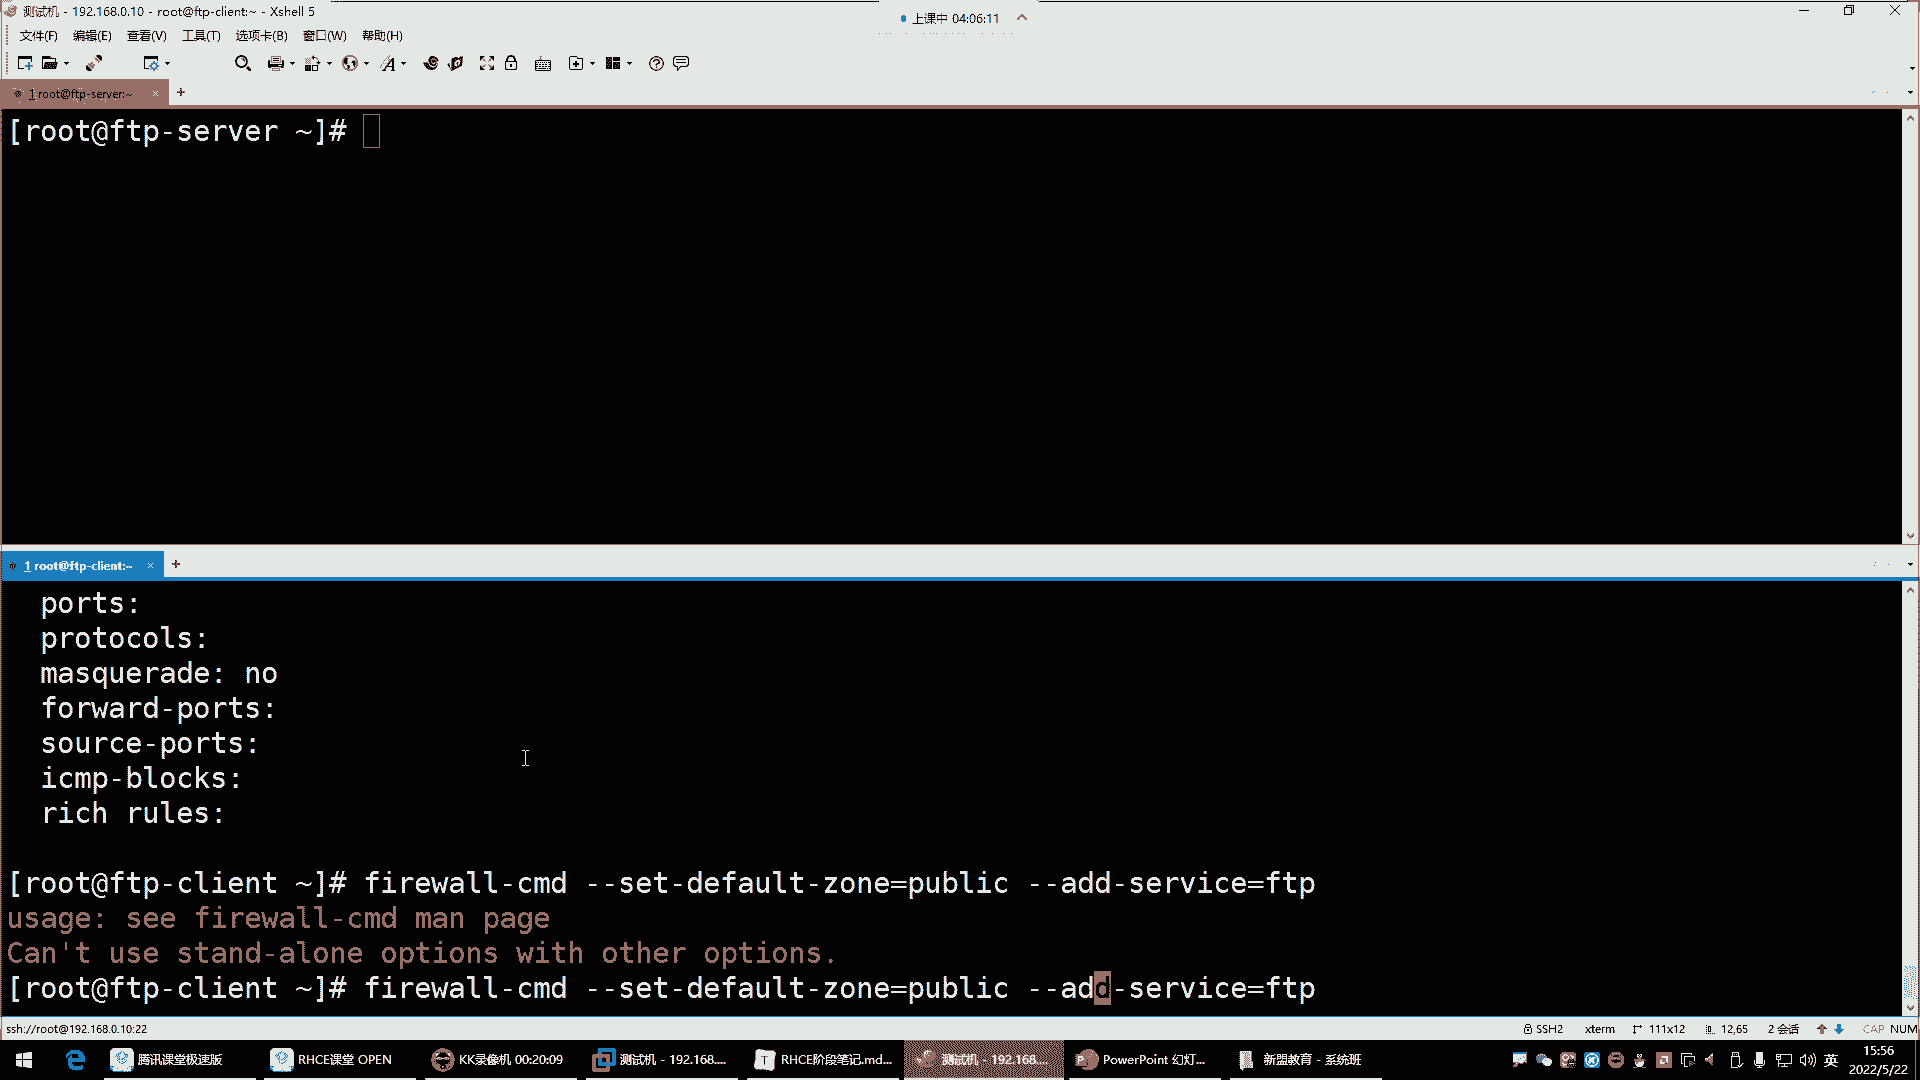 测试机 - 192.168.0.10 - root@ftp-client:~ - Xshell 5
上课中 04:06:11
文件(F) 编辑(E) 查看(V) 工具(T) 选项卡(B) 窗口(W) 帮助(H)
1 root@ftp-server:~ × +
[root@ftp-server ~]#
1 root@ftp-client:~ × +
ports:
protocols:
masquerade: no
forward-ports:
source-ports:
icmp-blocks:
rich rules:
[root@ftp-client ~]# firewall-cmd --set-default-zone=public --add-service=ftp
usage: see firewall-cmd man page
Can't use stand-alone options with other options.
[root@ftp-client ~]# firewall-cmd --set-default-zone=public --add-service=ftp
ssh://root@192.168.0.10:22 SSH2 xterm 111x12 12,65 2 会话 CAP NUM
腾讯课堂极速版 RHCE课堂 OPEN KK录像机 00:20:09 测试机 - 192.168.... RHCE阶段笔记.md... 测试机 - 192.168.... PowerPoint 幻灯... 新盟教育 - 系统班 英 15:56
2022/5/22